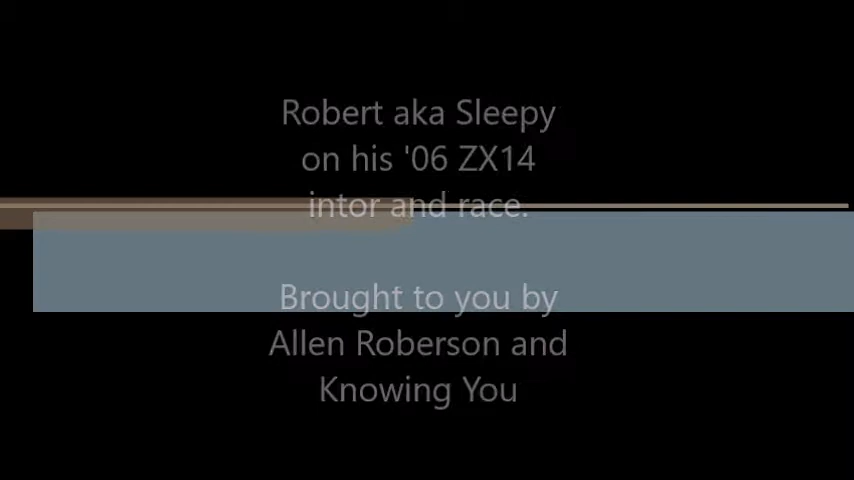 Robert aka Sleepy
on his '06 ZX14
intor and race.
Brought to you by
Allen Roberson and
Knowing You